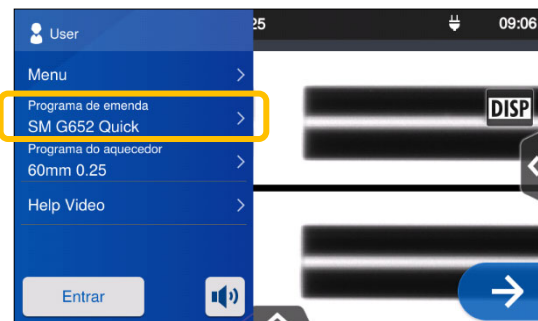 User
25
09:06
Menu
Programa de emenda
SM G652 Quick
DISP
Programa do aquecedor
60mm 0.25
Help Video
Entrar